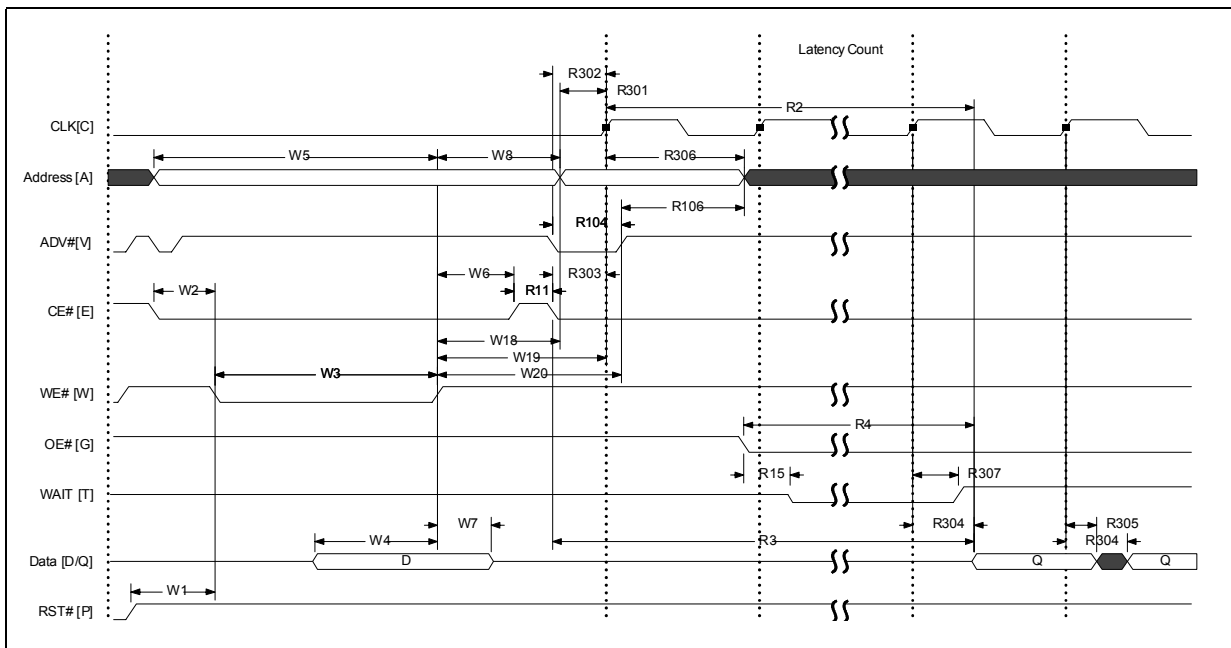 Latency Count
R302
R301
R2
CLK[C]
W5
W8
R306
Address [A]
R106
R104
ADV#[V]
W6
R303
W2
R11
CE# [E]
W18
W19
W3
W20
WE# [W]
R4
OE# [G]
R15
R307
WAIT [T]
W7
R304
R305
W4
R3
R304
Data [D/Q]
D
Q
Q
W1
RST# [P]